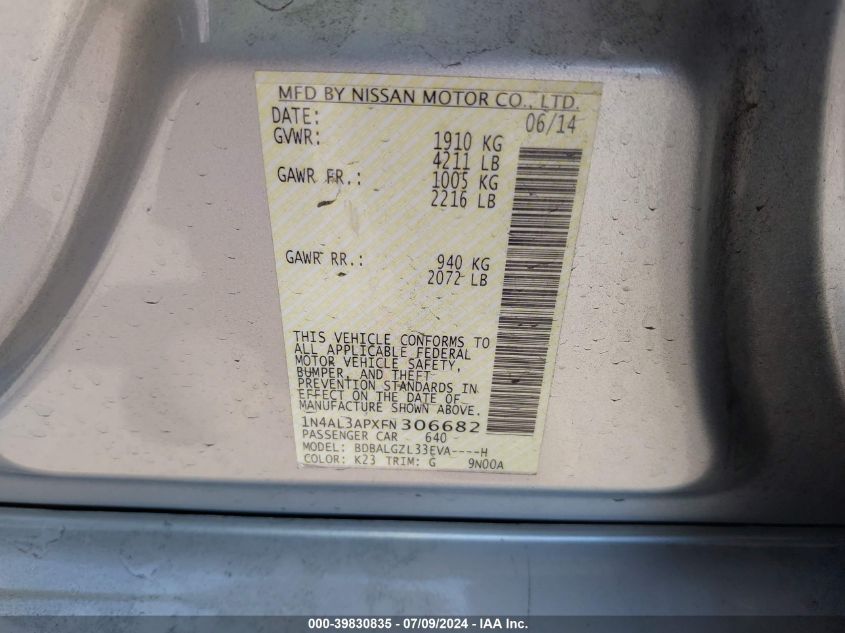 MFD BY NISSAN MOTOR CO., LTD.
DATE: 06/14
GVWR: 1910 KG
4211 LB
GAWR FR.: 1005 KG
2216 LB
GAWR RR.: 940 KG
2072 LB
THIS VEHICLE CONFORMS TO
ALL APPLICABLE FEDERAL
MOTOR VEHICLE SAFETY,
BUMPER, AND THEFT
PREVENTION STANDARDS IN
EFFECT ON THE DATE OF
MANUFACTURE SHOWN ABOVE.
1N4AL3APXFN306682
PASSENGER CAR 640
MODEL: BDBALGZL33EVA----H
COLOR: K23 TRIM: G 9N00A
000-39830835 - 07/09/2024 - IAA Inc.